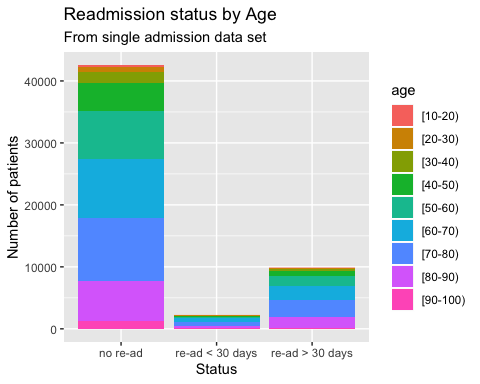 Readmission status by Age
From single admission data set
Number of patients
40000
30000
20000
10000
0
no re-ad
re-ad < 30 days
re-ad > 30 days
Status
age
[10-20)
[20-30)
[30-40)
[40-50)
[50-60)
[60-70)
[70-80)
[80-90)
[90-100)